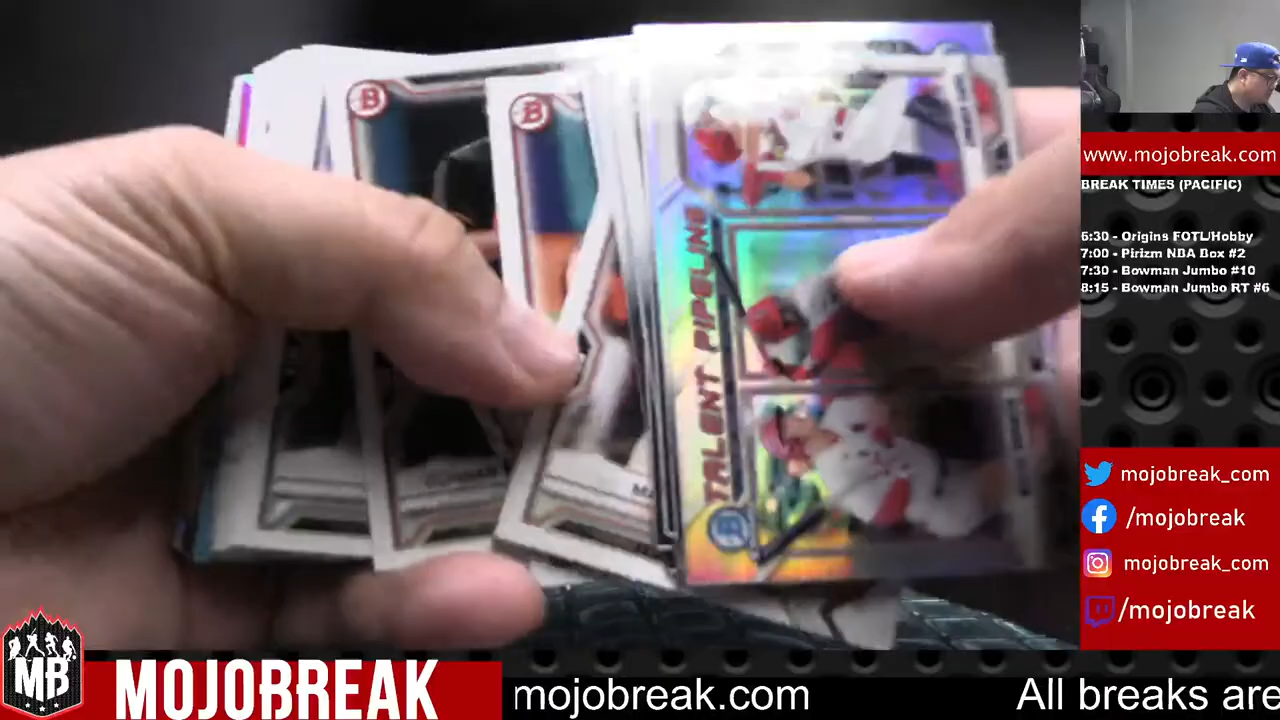 www.mojobreak.com
BREAK TIMES (PACIFIC)
6:30 - Origins FOTL/Hobby
7:00 - Pirizm NBA Box #2
7:30 - Bowman Jumbo #10
8:15 - Bowman Jumbo RT #6
B
B
TALENT PIPELINE
B
mojobreak_com
/mojobreak
mojobreak_com
/mojobreak
MB
MOJOBREAK
mojobreak.com
All breaks are